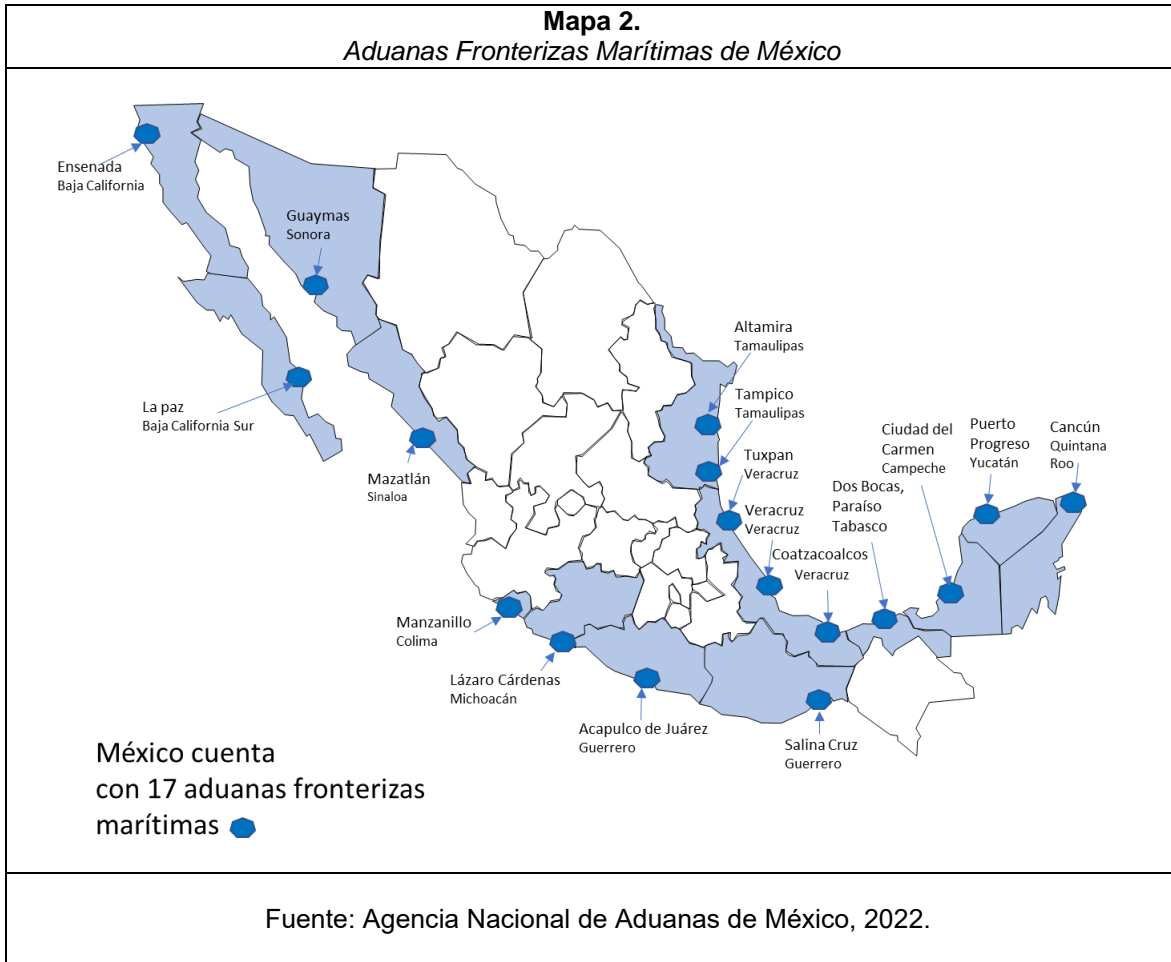 Mapa 2.
Aduanas Fronterizas Marítimas de México
Ensenada
Baja California
Guaymas
Sonora
La paz
Baja California Sur
Mazatlán
Sinaloa
Altamira
Tamaulipas
Tampico
Tamaulipas
Tuxpan
Veracruz
Veracruz
Veracruz
Coatzacoalcos
Veracruz
Dos Bocas,
Paraíso
Tabasco
Ciudad del
Carmen
Campeche
Puerto
Progreso
Yucatán
Cancún
Quintana
Roo
Manzanillo
Colima
Lázaro Cárdenas
Michoacán
Acapulco de Juárez
Guerrero
Salina Cruz
Guerrero
México cuenta
con 17 aduanas fronterizas
marítimas
Fuente: Agencia Nacional de Aduanas de México, 2022.